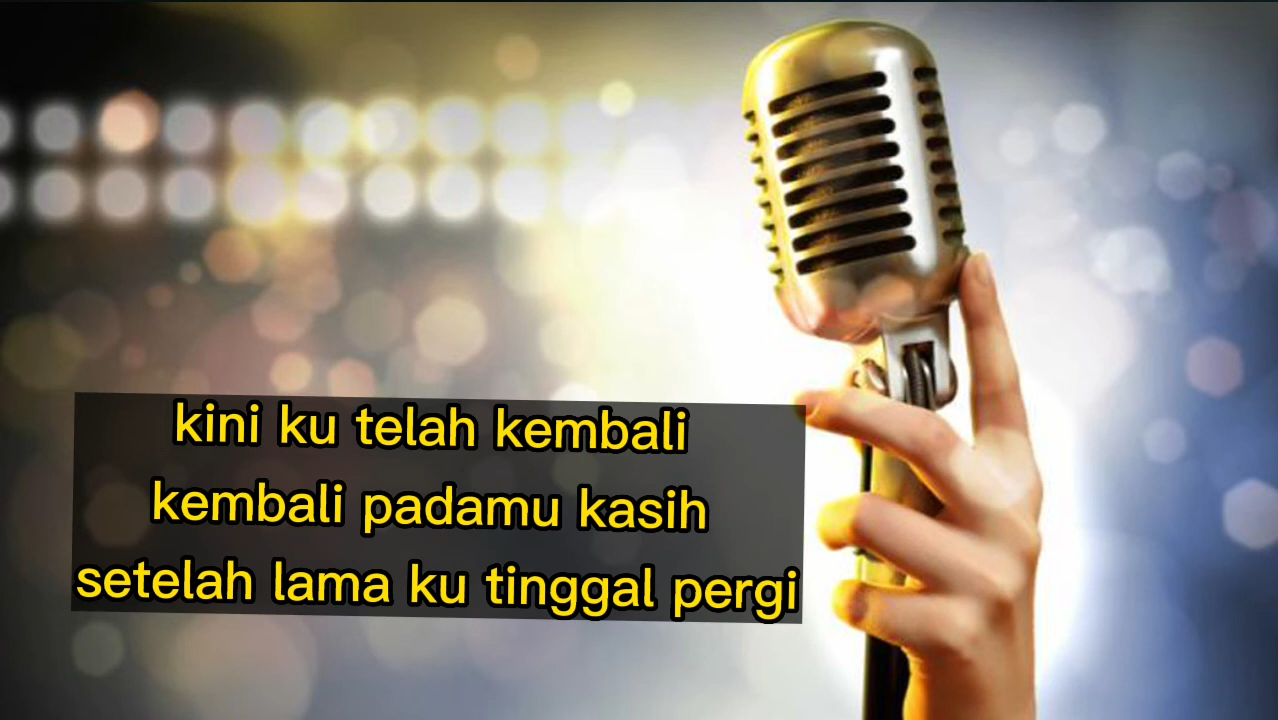 kini ku telah kembali
kembali padamu kasih
setelah lama ku tinggal pergi